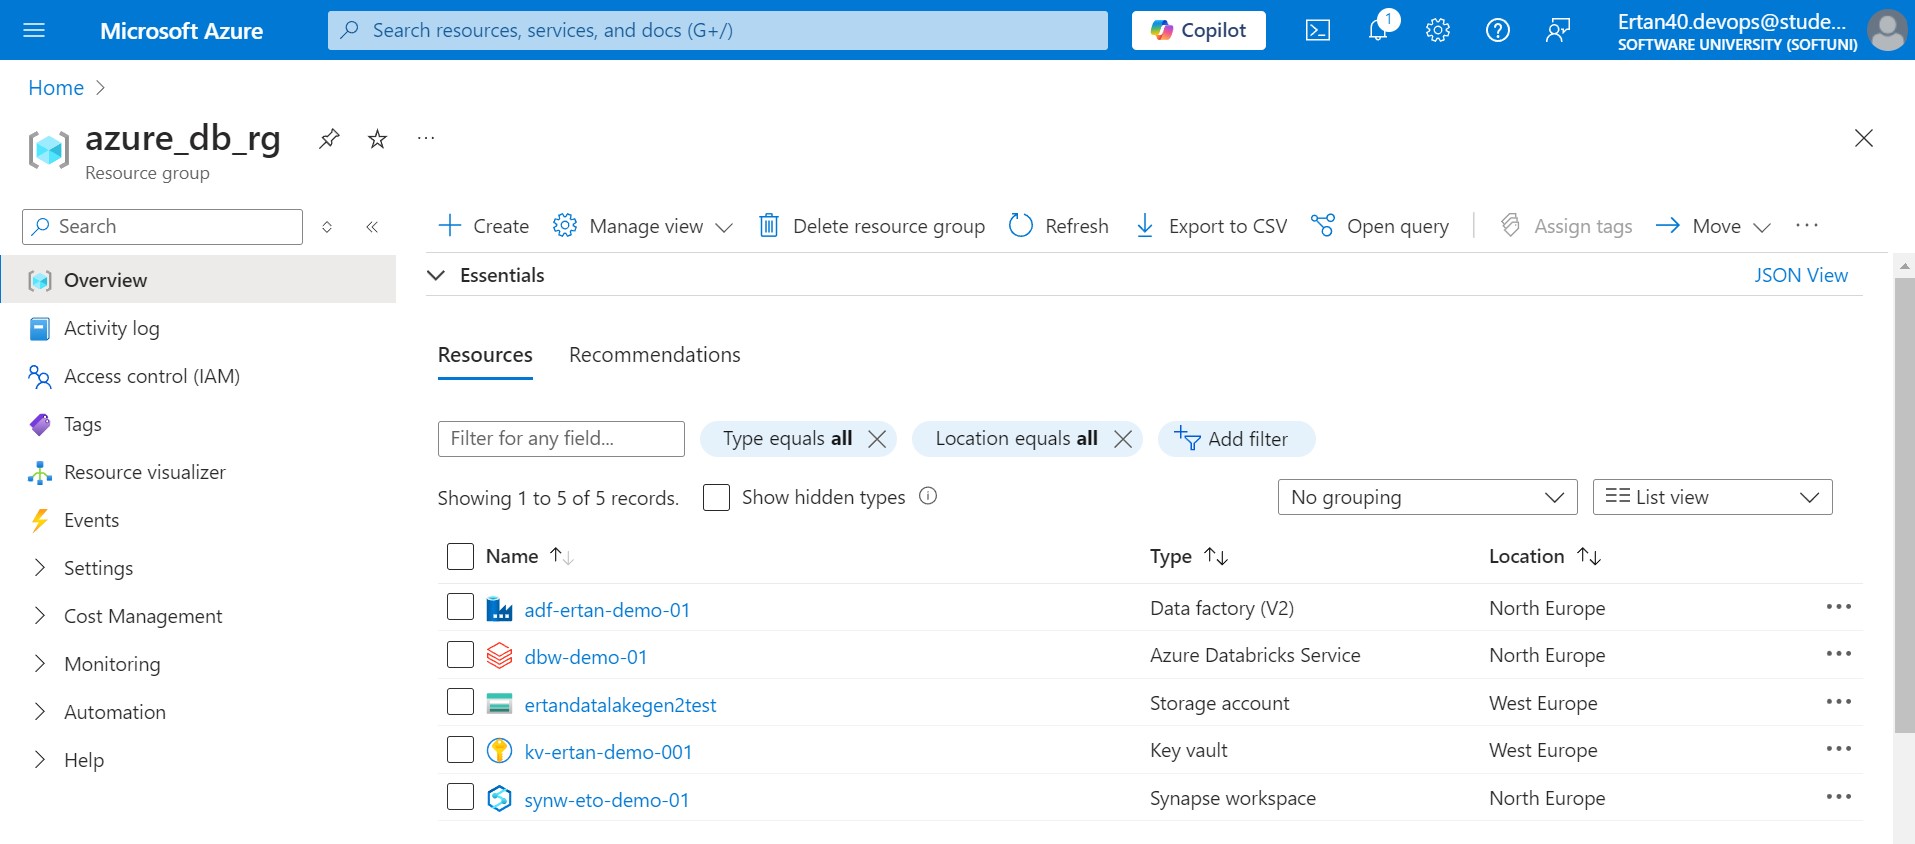 Microsoft Azure
Search resources, services, and docs (G+/)
Copilot
1
Ertan40.devops@stude...
SOFTWARE UNIVERSITY (SOFTUNI)
Home
azure_db_rg
Resource group
Search
Create
Manage view
Delete resource group
Refresh
Export to CSV
Open query
Assign tags
Move
Overview
Activity log
Access control (IAM)
Tags
Resource visualizer
Events
Settings
Cost Management
Monitoring
Automation
Help
Essentials
JSON View
Resources
Recommendations
Filter for any field...
Type equals all
Location equals all
Add filter
Showing 1 to 5 of 5 records.
Show hidden types
No grouping
List view
Name Type Location
adf-ertan-demo-01 Data factory (V2) North Europe
dbw-demo-01 Azure Databricks Service North Europe
ertandatalakegen2test Storage account West Europe
kv-ertan-demo-001 Key vault West Europe
synw-eto-demo-01 Synapse workspace North Europe